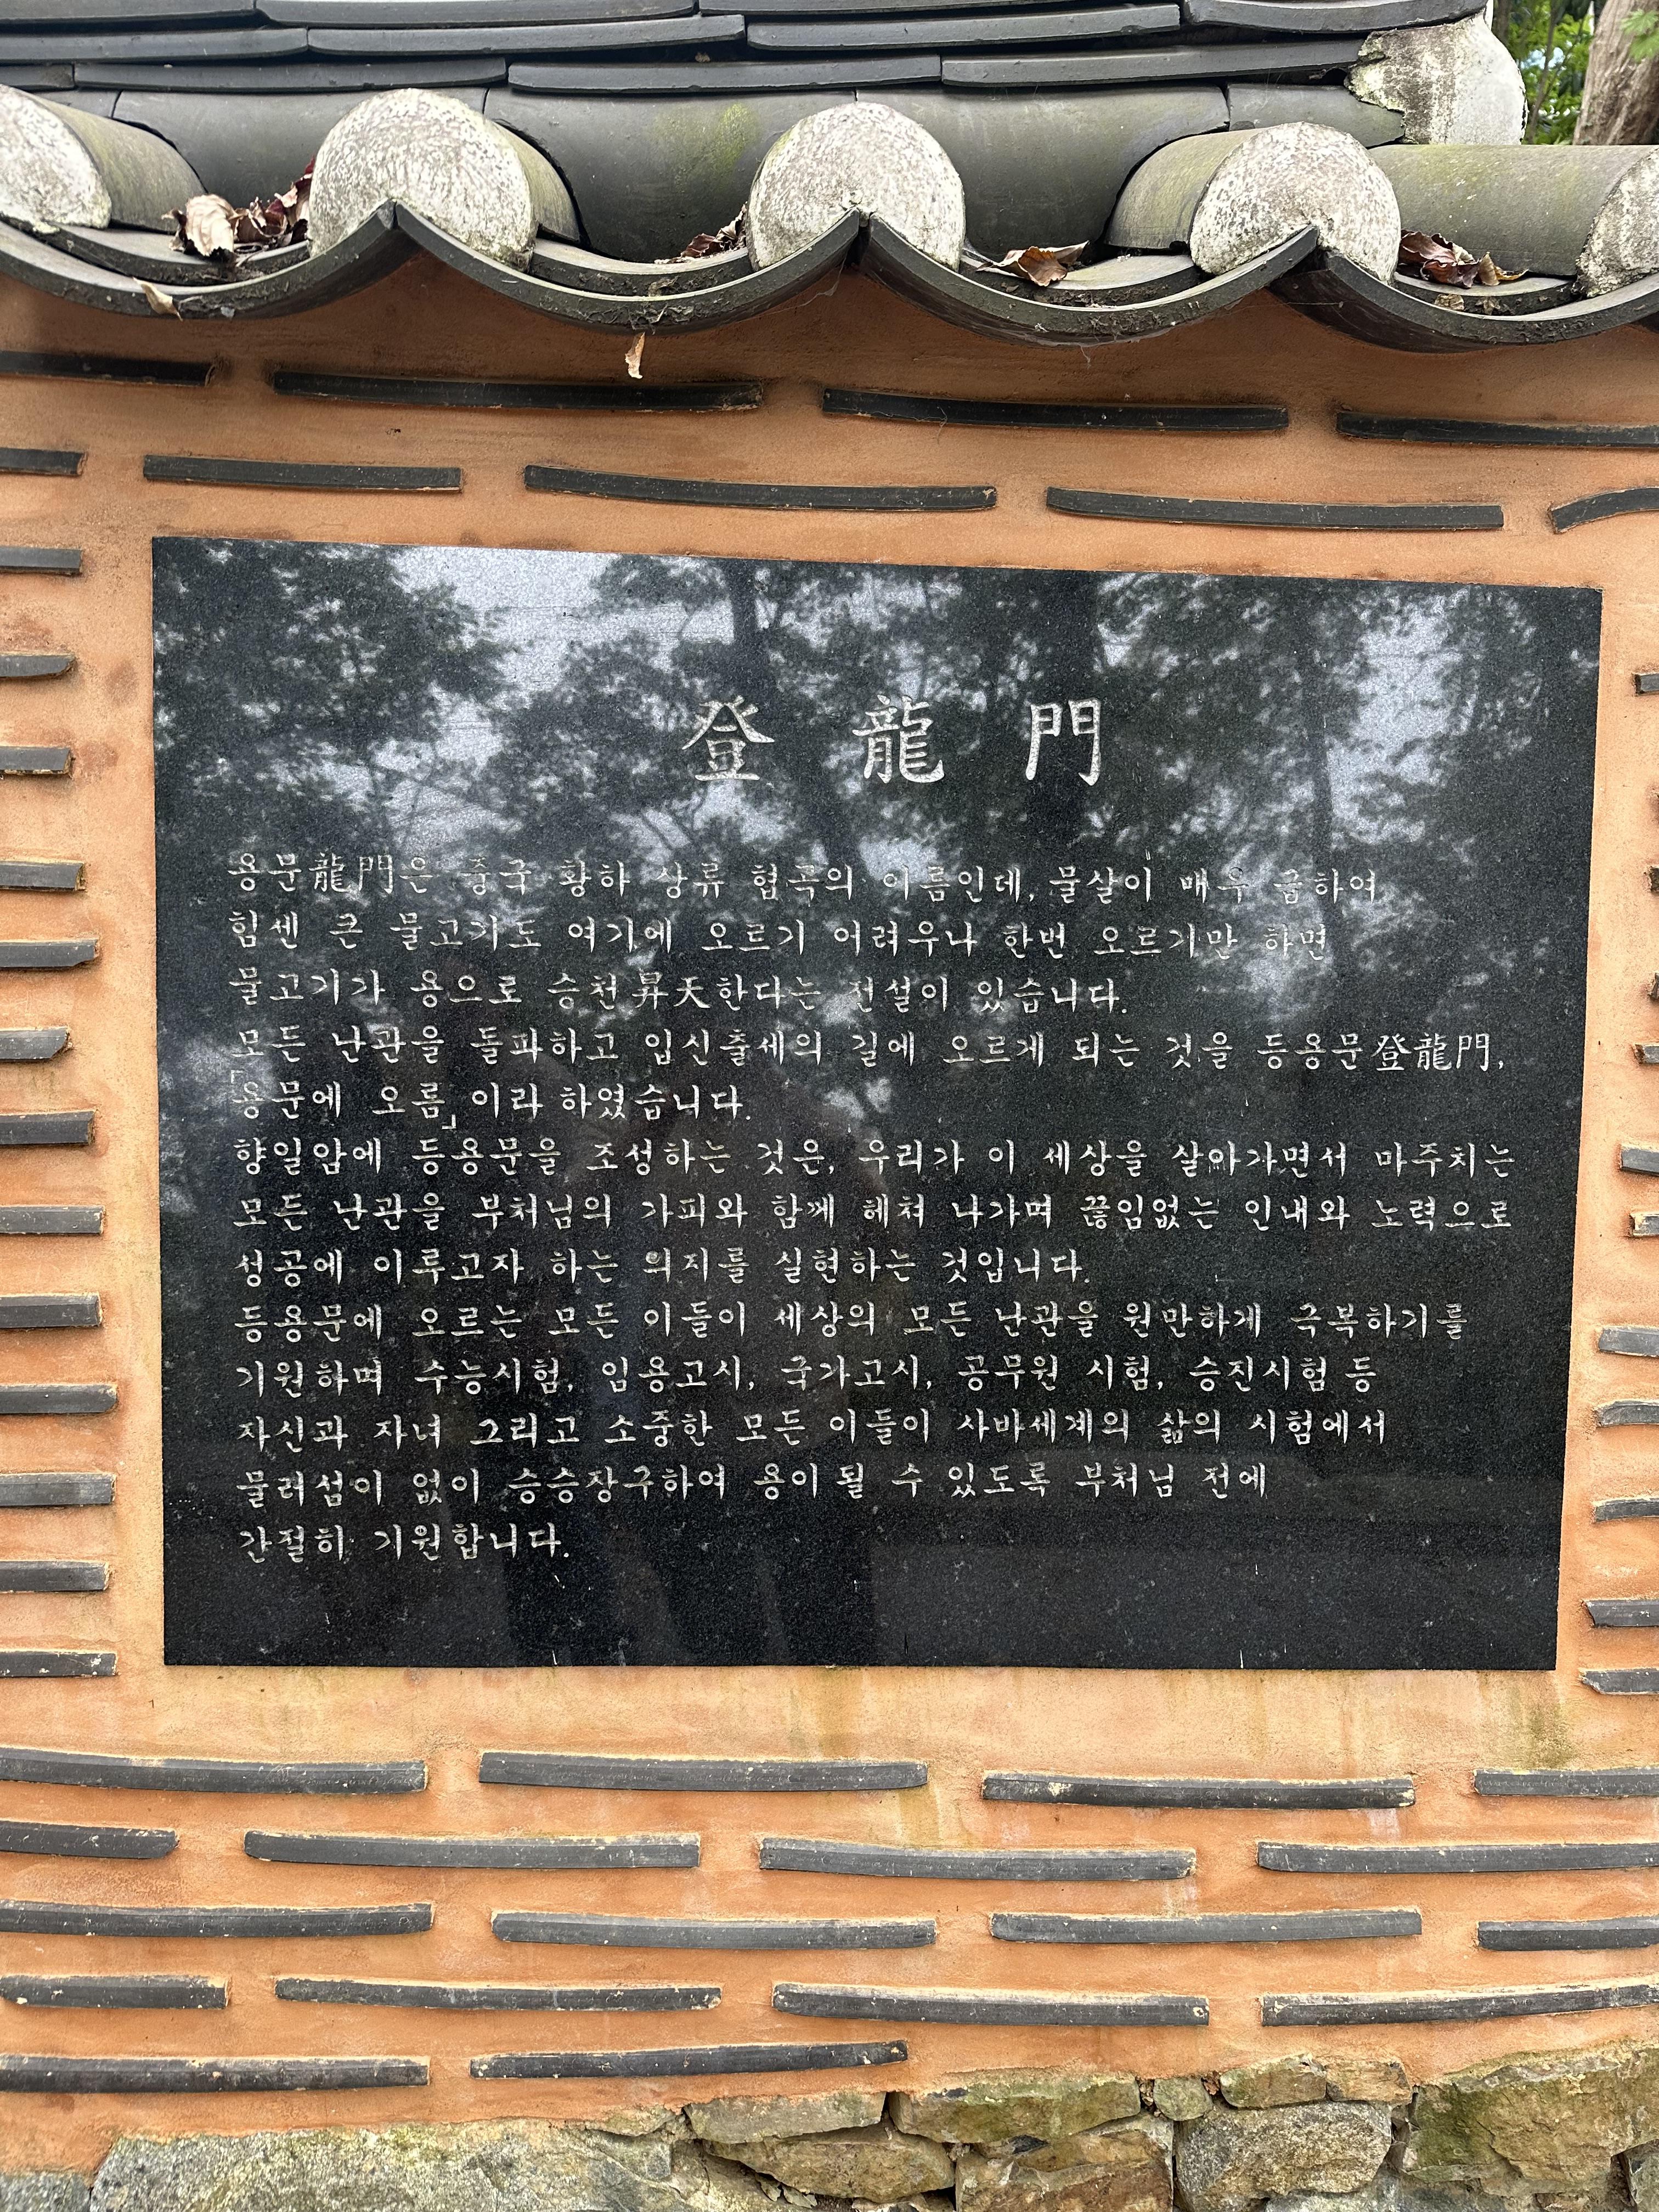 登龍門
용문龍門은 중국 황하 상류 협곡의 이름인데, 물살이 매우 급하여
힘센 큰 물고기도 여기에 오르기 어려우나 한번 오르기만 하면
물고기가 용으로 승천昇天한다는 전설이 있습니다.
모든 난관을 돌파하고 입신출세의 길에 오르게 되는 것을 등용문登龍門,
「용문에 오름」이라 하였습니다.
향일암에 등용문을 조성하는 것은, 우리가 이 세상을 살아가면서 마주치는
모든 난관을 부처님의 가피와 함께 헤쳐 나가며 끊임없는 인내와 노력으로
성공에 이룩고자 하는 의지를 실현하는 것입니다.
등용문에 오르는 모든 이들이 세상의 모든 난관을 원만하게 극복하기를
기원하며 수능시험, 임용고시, 국가고시, 공무원 시험, 승진시험 등
자신과 자녀 그리고 소중한 모든 이들이 사바세계의 삶의 시험에서
물러섬이 없이 승승장구하여 용이 될 수 있도록 부처님 전에
간절히 기원합니다.